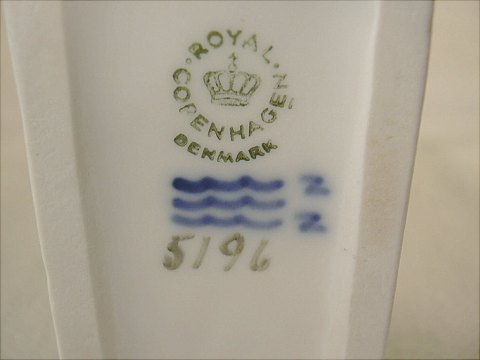 ROYAL
COPENHAGEN
DENMARK
Z
Z
5196